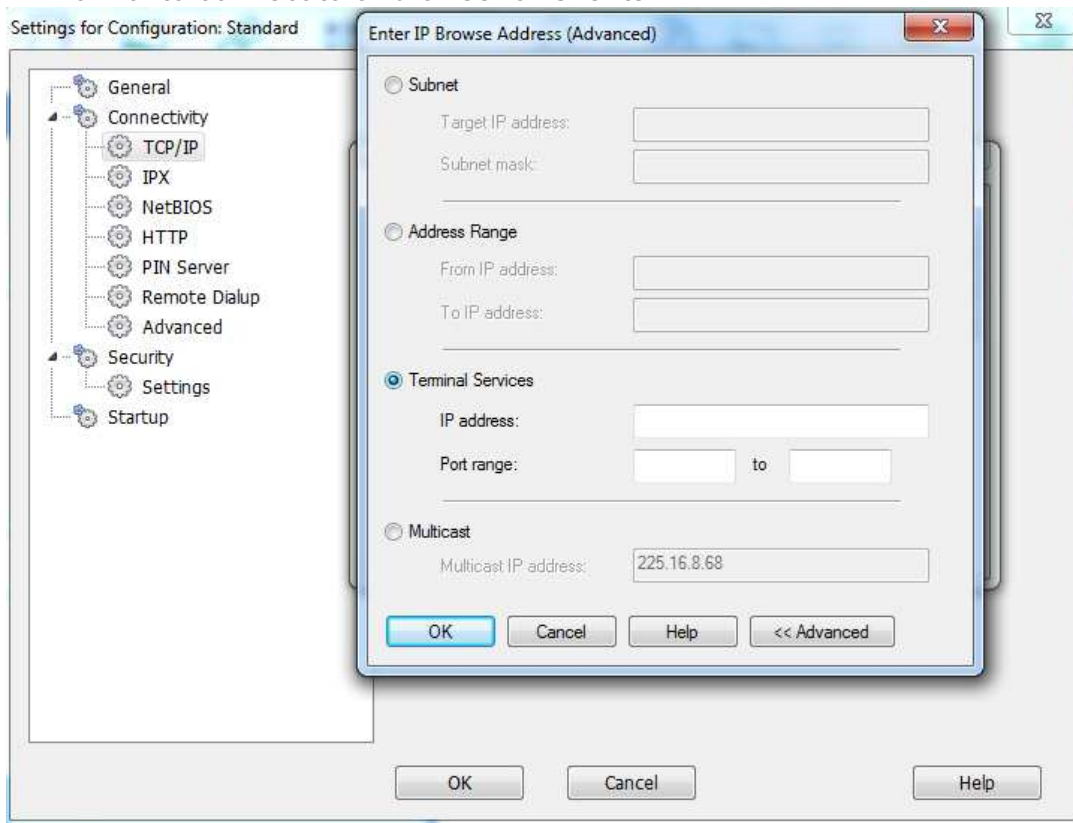 Settings for Configuration: Standard
General
Connectivity
TCP/IP
IPX
NetBIOS
HTTP
PIN Server
Remote Dialup
Advanced
Security
Settings
Startup
Enter IP Browse Address (Advanced)
Subnet
Target IP address:
Subnet mask:
Address Range
From IP address:
To IP address:
Terminal Services
IP address:
Port range: to
Multicast
Multicast IP address: 225.16.8.68
OK Cancel Help << Advanced
OK Cancel Help